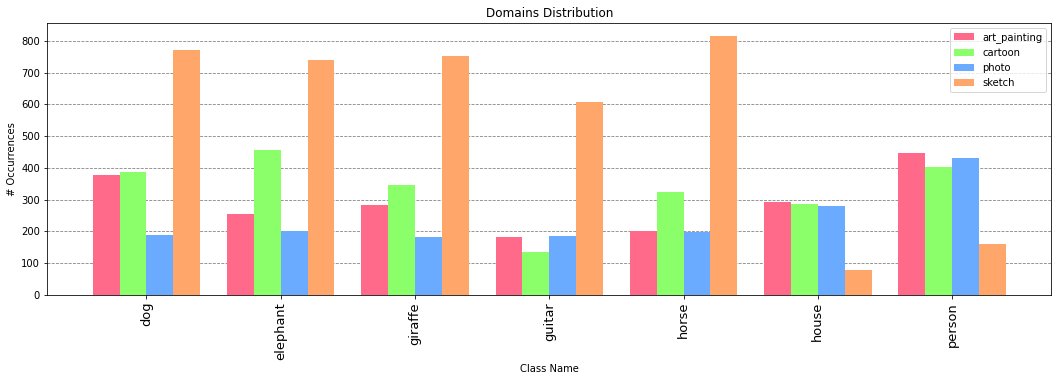 Domains Distribution
art_painting
cartoon
photo
sketch
# Occurrences
800
700
600
500
400
300
200
100
0
dog
elephant
giraffe
guitar
horse
house
person
Class Name